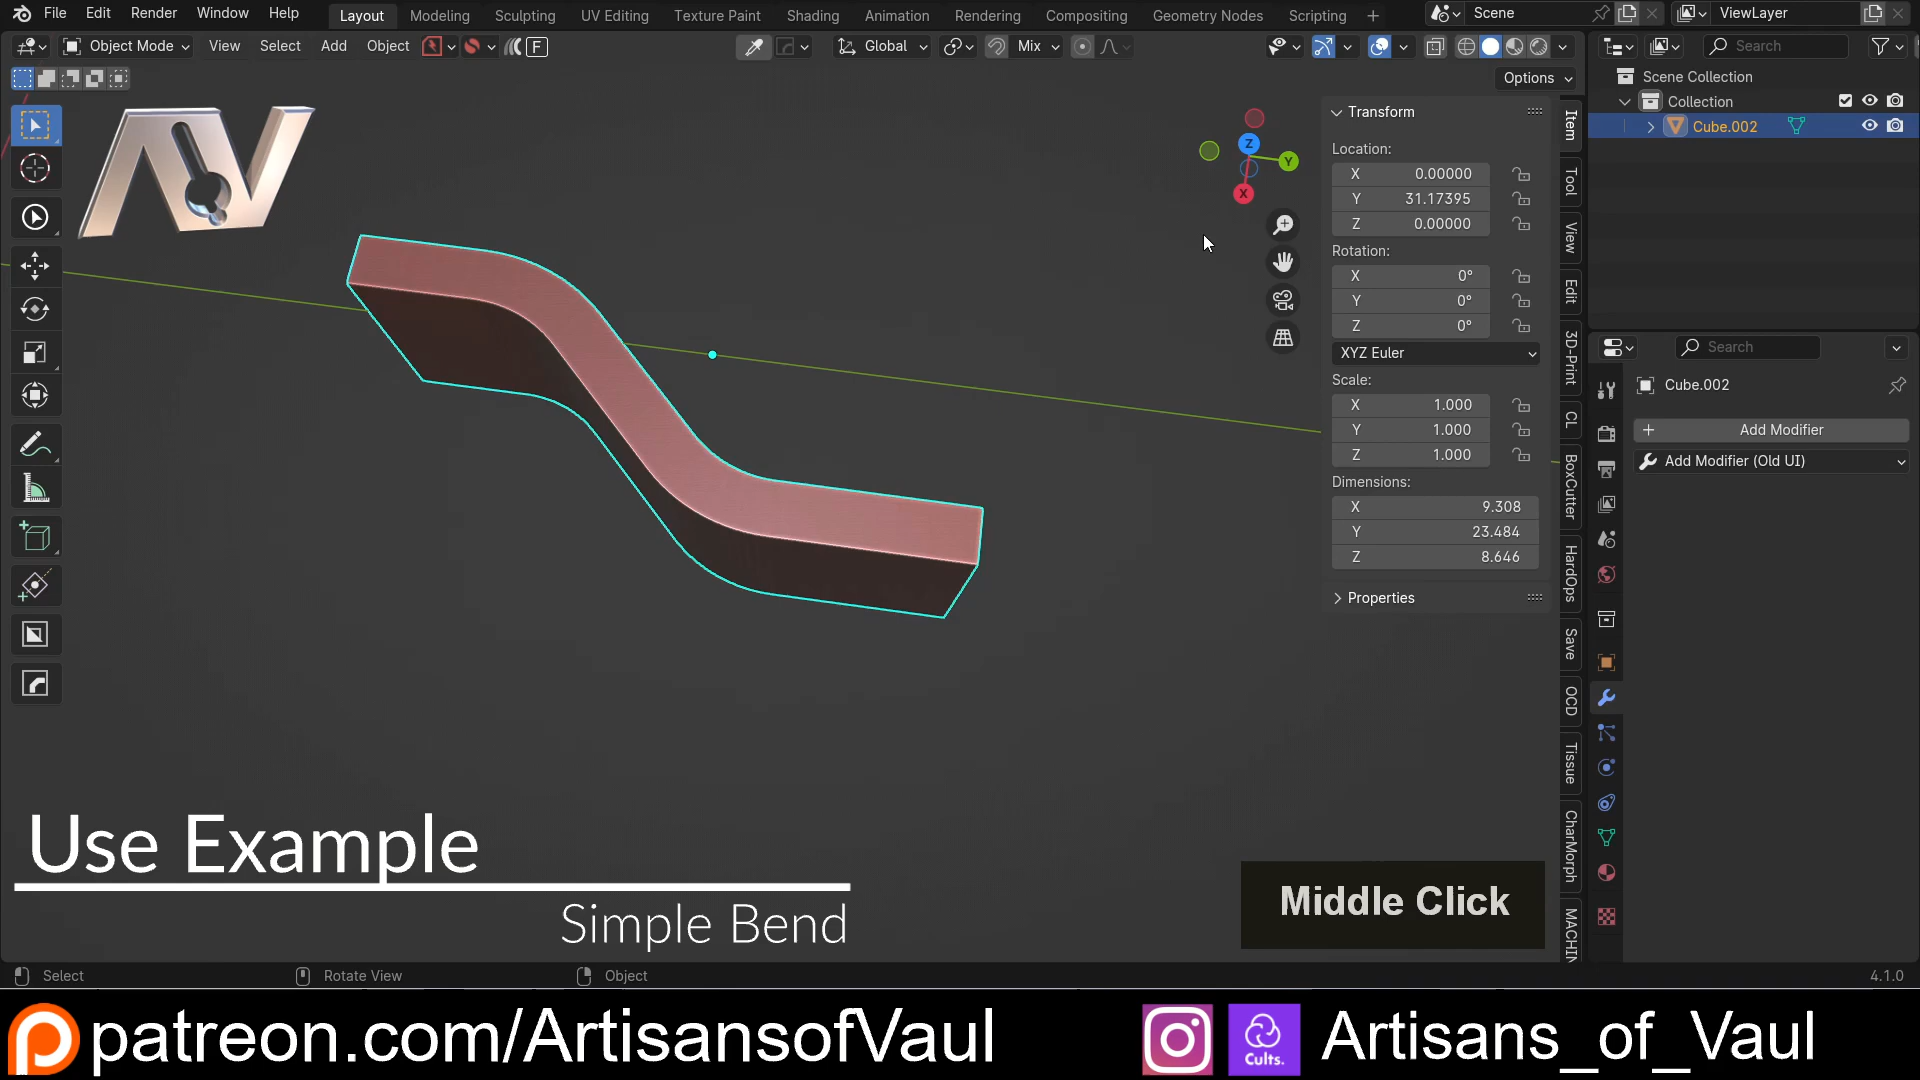 File Edit Render Window Help Layout Modeling Sculpting UV Editing Texture Paint Shading Animation Rendering Compositing Geometry Nodes Scripting + Scene ViewLayer
Object Mode View Select Add Object F Global Mix Search
Options
Scene Collection
Collection
Cube.002
Z
Y
X
Transform
Location:
X 0.00000
Y 31.17395
Z 0.00000
Rotation:
X 0°
Y 0°
Z 0°
XYZ Euler
Scale:
X 1.000
Y 1.000
Z 1.000
Dimensions:
X 9.308
Y 23.484
Z 8.646
Properties
Item
Tool
View
Edit
3D-Print
CL
BoxCutter
HardOps
Save
OCD
Tissue
CharMorph
MACHIN
Search
Cube.002
+ Add Modifier
Add Modifier (Old UI)
AV
Use Example
Simple Bend
Middle Click
Select Rotate View Object 4.1.0
patreon.com/ArtisansofVaul Cults. Artisans_of_Vaul